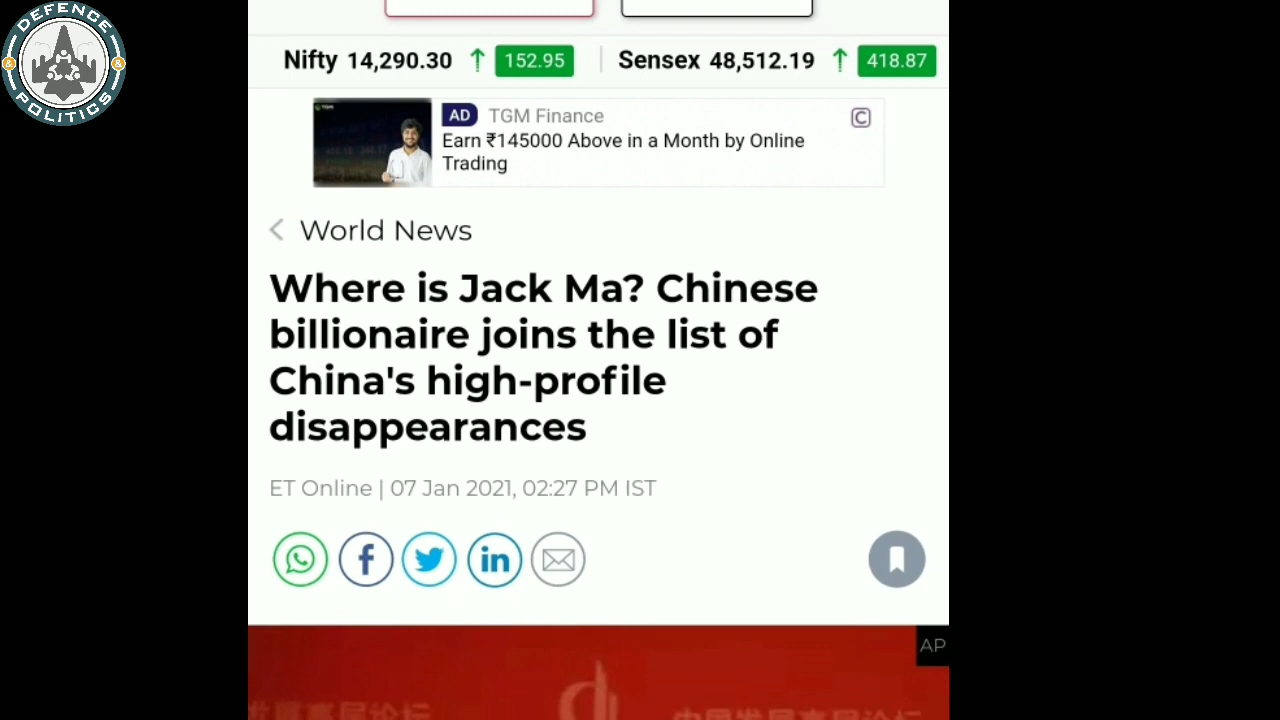 DEFENCE
&
&
POLITICS
Nifty 14,290.30 ↑ 152.95 | Sensex 48,512.19 ↑ 418.87
AD TGM Finance
Earn ₹145000 Above in a Month by Online
Trading
World News
Where is Jack Ma? Chinese
billionaire joins the list of
China's high-profile
disappearances
ET Online | 07 Jan 2021, 02:27 PM IST
AP